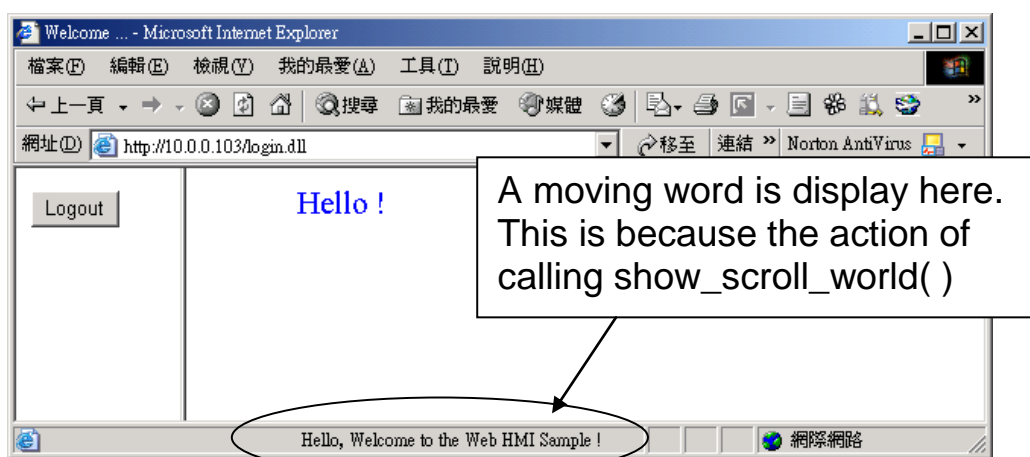 Welcome ... - Microsoft Internet Explorer
檔案(F) 編輯(E) 檢視(V) 我的最愛(A) 工具(T) 說明(H)
上一頁 搜尋 我的最愛 媒體 »
網址(D) http://10.0.0.103/login.dll 移至 連結 » Norton AntiVirus
Logout
Hello !
A moving word is display here.
This is because the action of
calling show_scroll_world( )
Hello, Welcome to the Web HMI Sample ! 網際網路